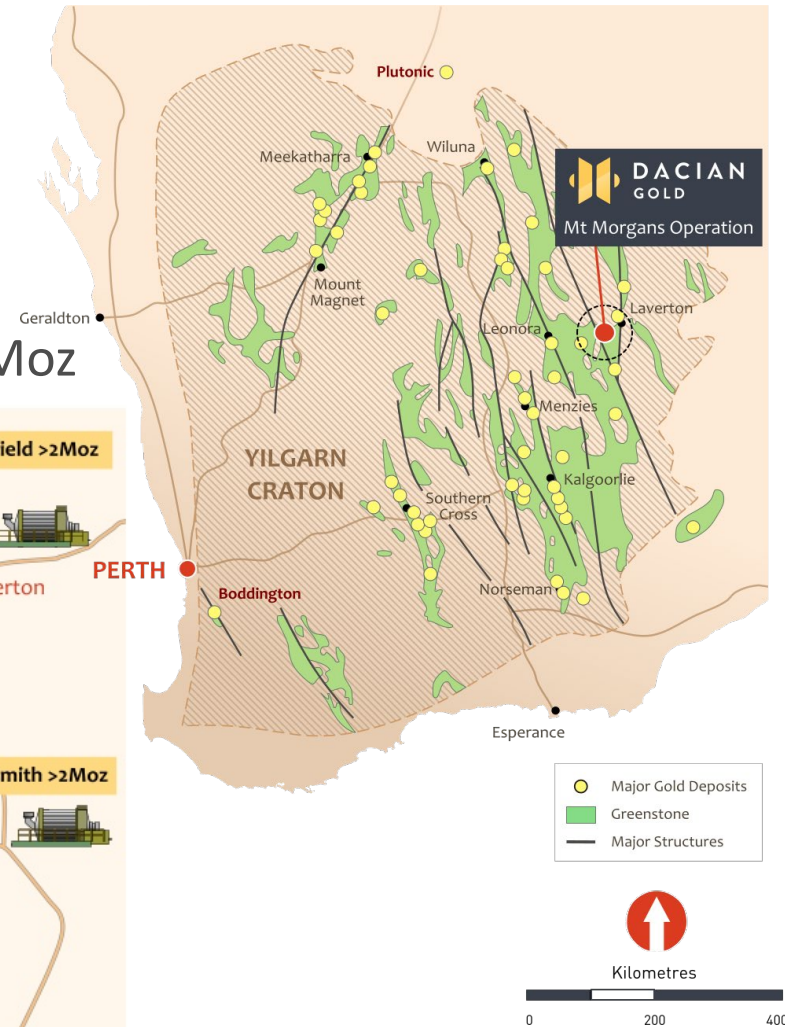 Plutonic
Meekatharra
Wiluna
DACIAN
GOLD
Mt Morgans Operation
Mount
Magnet
Geraldton
Laverton
Leonora
Moz
Menzies
ield >2Moz
YILGARN
CRATON
Kalgoorlie
Southern
Cross
PERTH
erton
Boddington
Norseman
Esperance
mith >2Moz
Major Gold Deposits
Greenstone
Major Structures
Kilometres
0 200 400